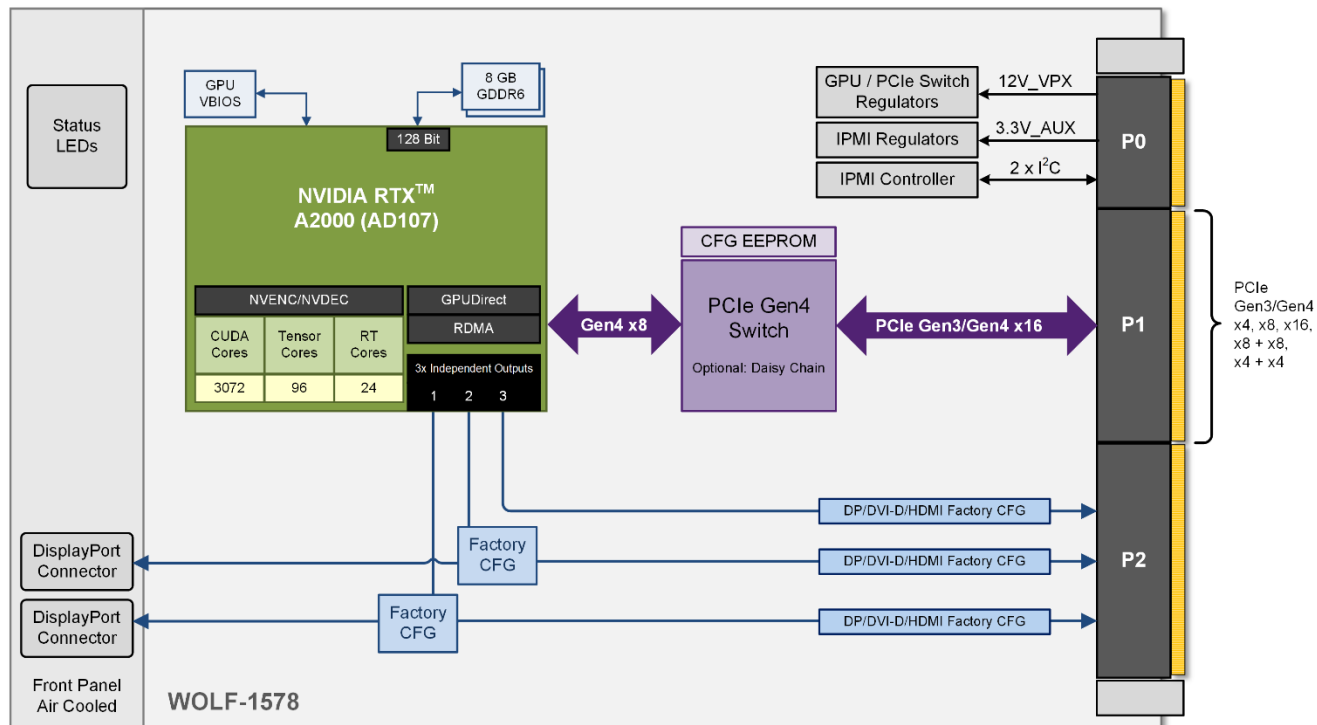 Status
LEDs
GPU
VBIOS
8 GB
GDDR6
128 Bit
NVIDIA RTX™
A2000 (AD107)
NVENC/NVDEC
CUDA
Cores
Tensor
Cores
RT
Cores
3072
96
24
GPUDirect
RDMA
3x Independent Outputs
1
2
3
Gen4 x8
CFG EEPROM
PCIe Gen4
Switch
Optional: Daisy Chain
PCIe Gen3/Gen4 x16
GPU / PCIe Switch
Regulators
12V_VPX
IPMI Regulators
3.3V_AUX
IPMI Controller
2 x I²C
P0
P1
P2
PCIe
Gen3/Gen4
x4, x8, x16,
x8 + x8,
x4 + x4
DP/DVI-D/HDMI Factory CFG
DisplayPort
Connector
Factory
CFG
DP/DVI-D/HDMI Factory CFG
DisplayPort
Connector
Factory
CFG
DP/DVI-D/HDMI Factory CFG
Front Panel
Air Cooled
WOLF-1578